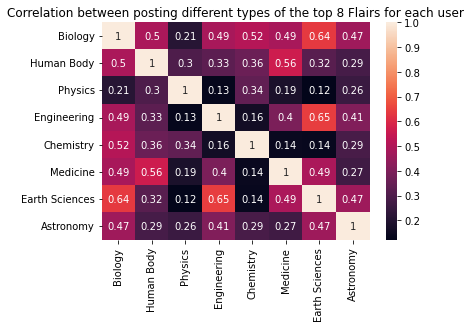 Correlation between posting different types of the top 8 Flairs for each user
Biology 1 0.5 0.21 0.49 0.52 0.49 0.64 0.47
Human Body 0.5 1 0.3 0.33 0.36 0.56 0.32 0.29
Physics 0.21 0.3 1 0.13 0.34 0.19 0.12 0.26
Engineering 0.49 0.33 0.13 1 0.16 0.4 0.65 0.41
Chemistry 0.52 0.36 0.34 0.16 1 0.14 0.14 0.29
Medicine 0.49 0.56 0.19 0.4 0.14 1 0.49 0.27
Earth Sciences 0.64 0.32 0.12 0.65 0.14 0.49 1 0.47
Astronomy 0.47 0.29 0.26 0.41 0.29 0.27 0.47 1
Biology
Human Body
Physics
Engineering
Chemistry
Medicine
Earth Sciences
Astronomy
1.0
0.9
0.8
0.7
0.6
0.5
0.4
0.3
0.2